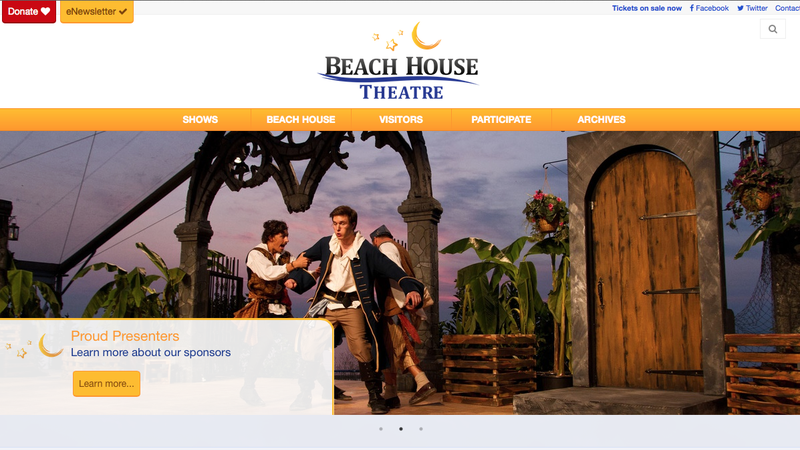 Donate
eNewsletter
Tickets on sale now
Facebook
Twitter
Contact
BEACH HOUSE
THEATRE
SHOWS
BEACH HOUSE
VISITORS
PARTICIPATE
ARCHIVES
Proud Presenters
Learn more about our sponsors
Learn more...